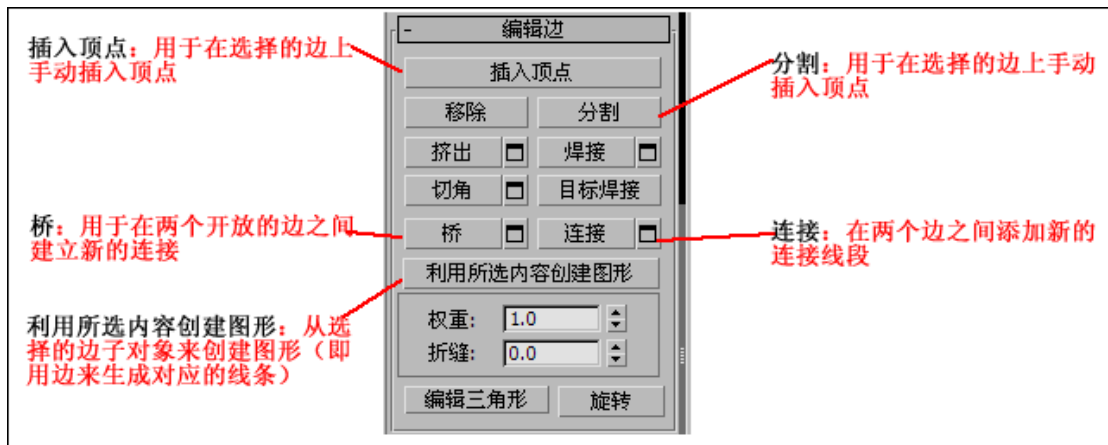 插入顶点：用于在选择的边上
手动插入顶点
桥：用于在两个开放的边之间
建立新的连接
利用所选内容创建图形：从选
择的边子对象来创建图形（即
用边来生成对应的线条）
- 编辑边
插入顶点
移除 分割
挤出 焊接
切角 目标焊接
桥 连接
利用所选内容创建图形
权重: 1.0
折缝: 0.0
编辑三角形 旋转
分割：用于在选择的边上手动
插入顶点
连接：在两个边之间添加新的
连接线段